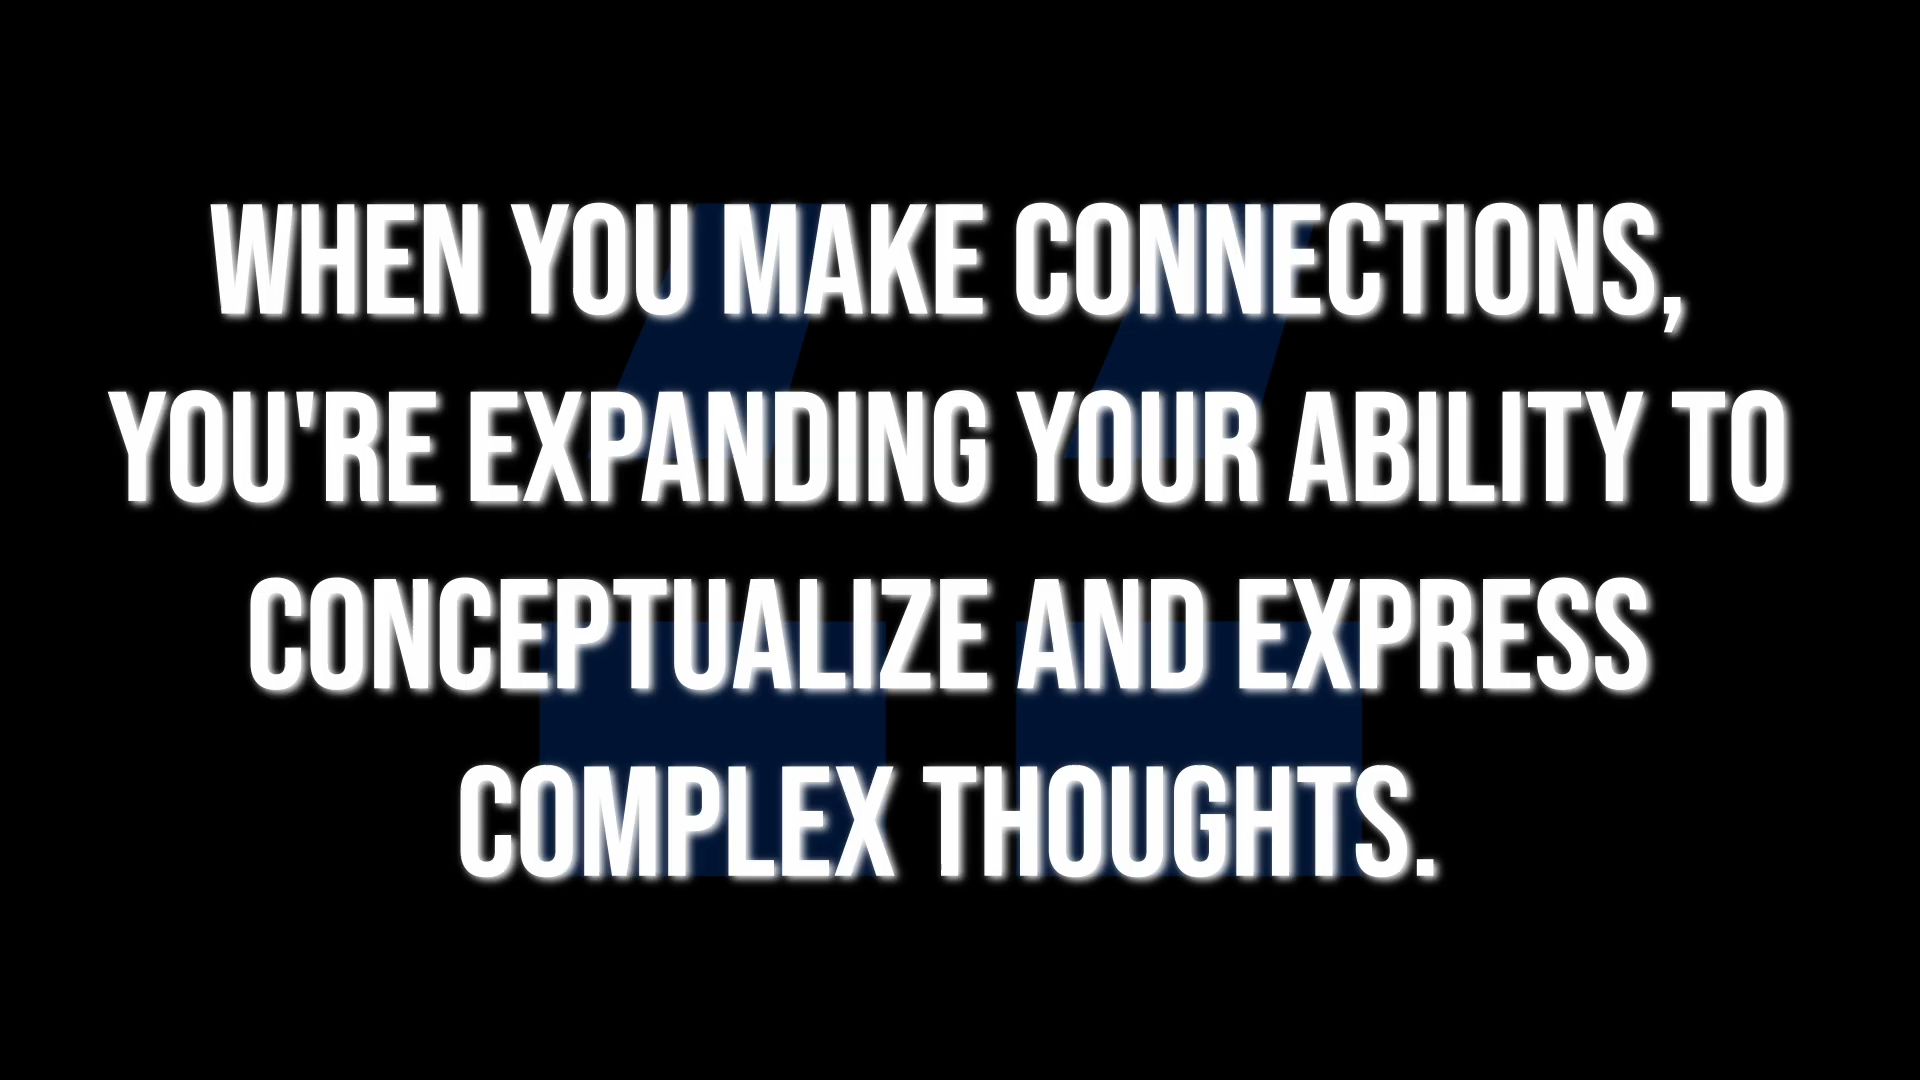 WHEN YOU MAKE CONNECTIONS,
YOU'RE EXPANDING YOUR ABILITY TO
CONCEPTUALIZE AND EXPRESS
COMPLEX THOUGHTS.